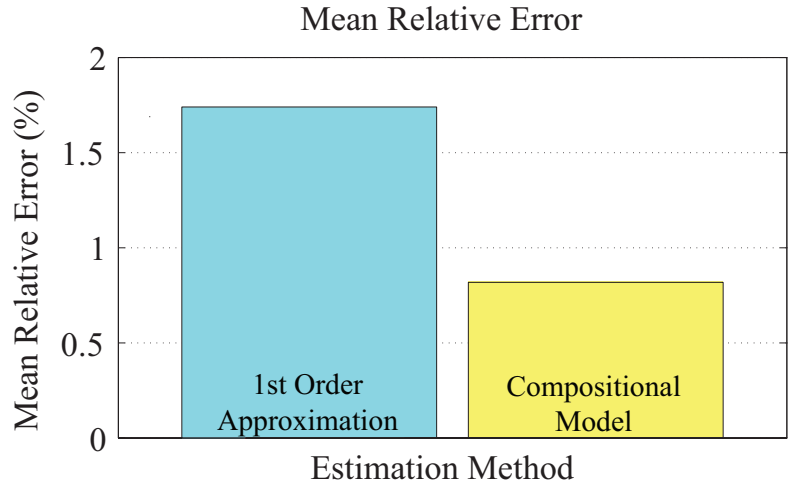 Mean Relative Error
Mean Relative Error (%)
2
1.5
1
0.5
0
1st Order
Approximation
Compositional
Model
Estimation Method